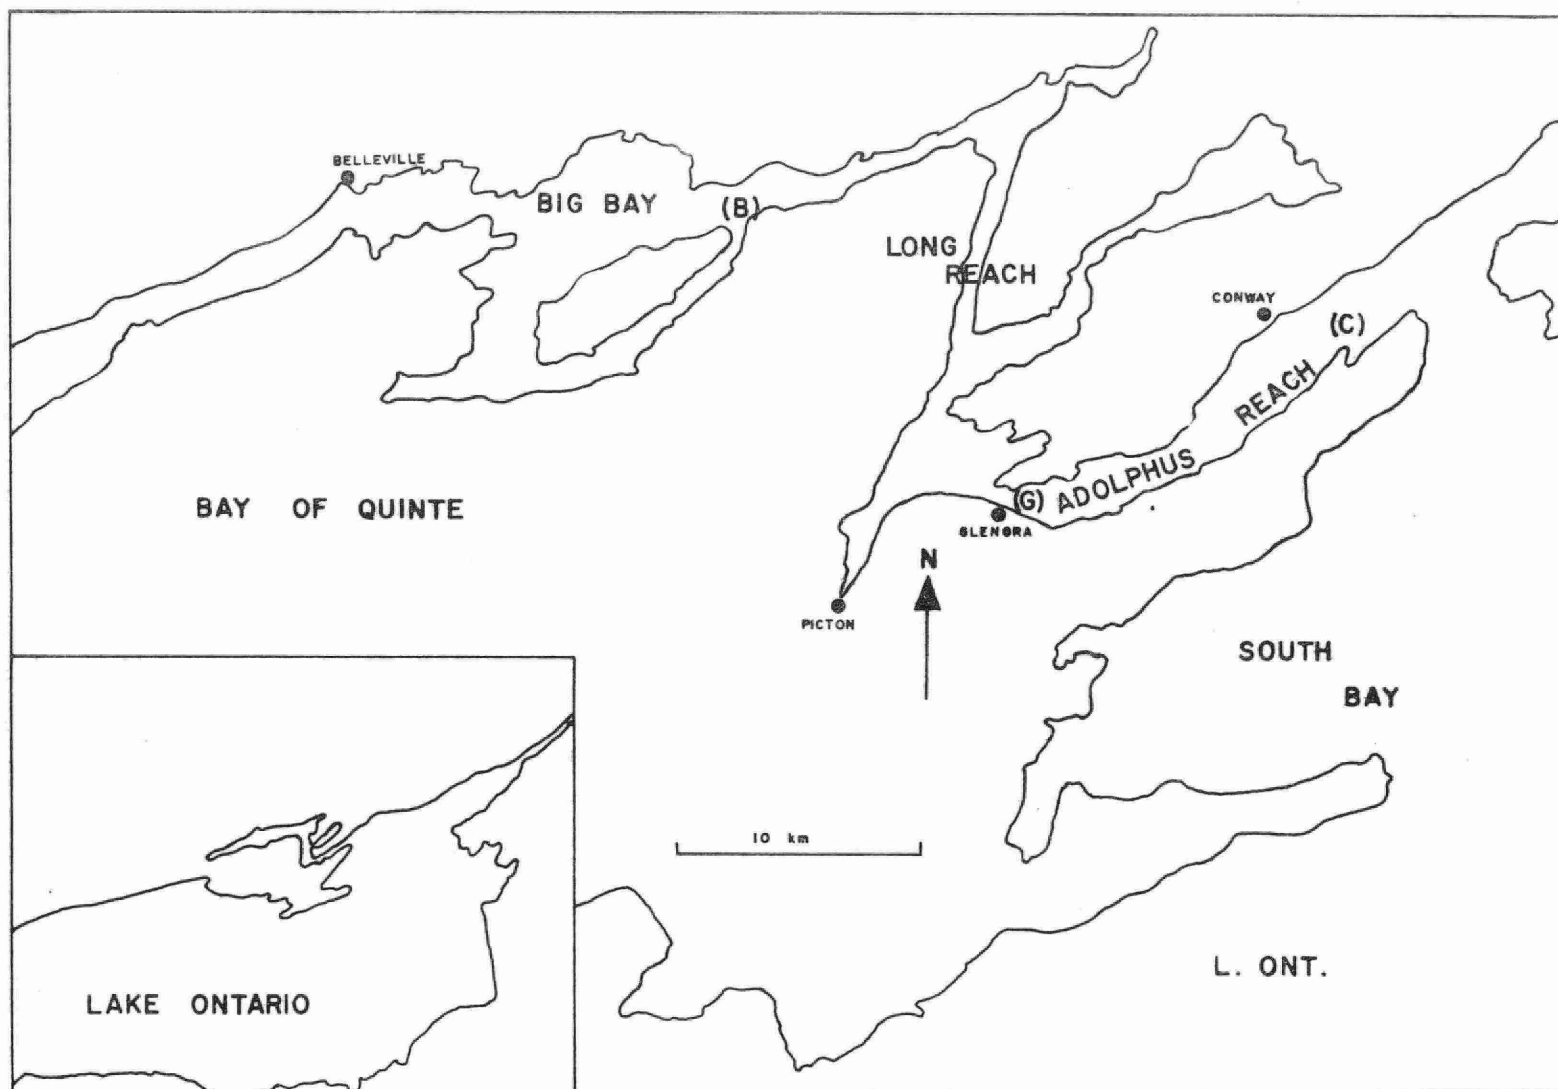 BELLEVILLE
BIG BAY
(B)
LONG
REACH
CONWAY
(C)
REACH
ADOLPHUS
(G)
GLENORA
BAY OF QUINTE
N
PICTON
SOUTH
BAY
10 km
L. ONT.
LAKE ONTARIO